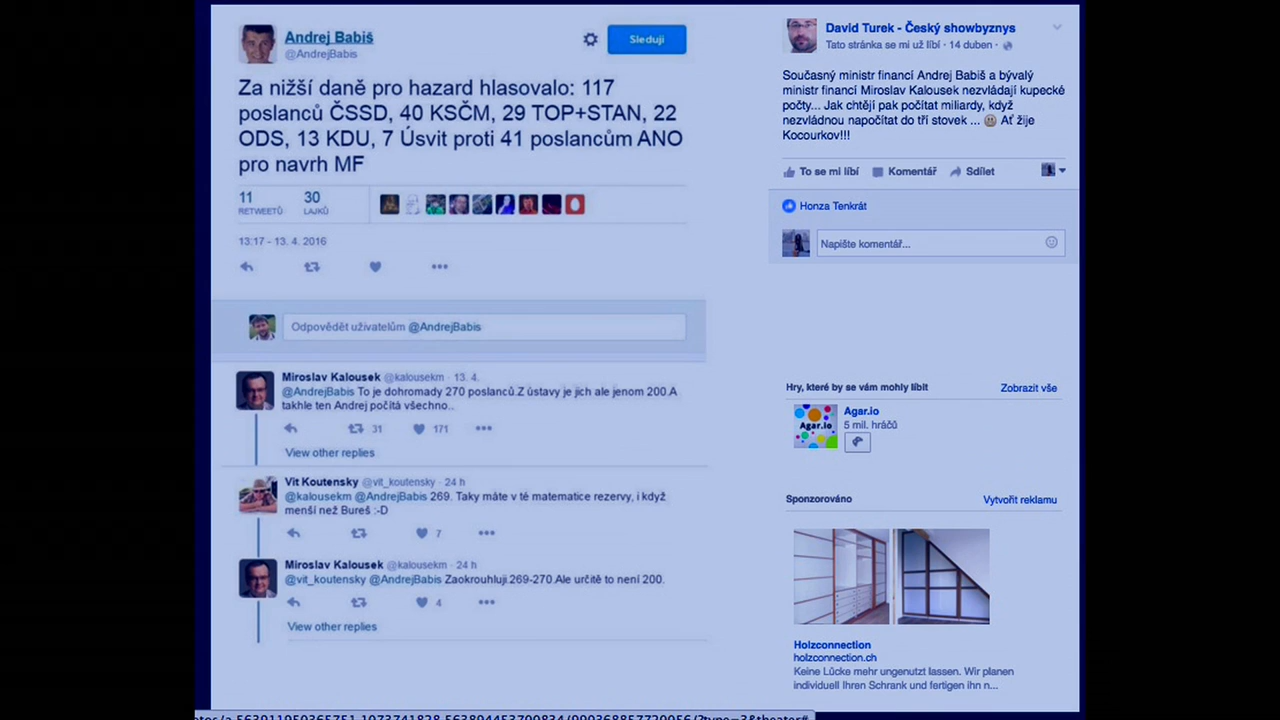 Andrej Babiš
@AndrejBabis
Sleduji
Za nižší daně pro hazard hlasovalo: 117
poslanců ČSSD, 40 KSČM, 29 TOP+STAN, 22
ODS, 13 KDU, 7 Úsvit proti 41 poslancům ANO
pro navrh MF
11 30
RETWEETŮ LAJKŮ
13:17 - 13. 4. 2016
Odpovědět uživatelům @AndrejBabis
Miroslav Kalousek @kalousekm · 13. 4.
@AndrejBabis To je dohromady 270 poslanců.Z ústavy je jich ale jenom 200.A
takhle ten Andrej počítá všechno..
31 171
View other replies
Vit Koutensky @vit_koutensky · 24 h
@kalousekm @AndrejBabis 269. Taky máte v té matematice rezervy, i když
menší než Bureš :-D
7
Miroslav Kalousek @kalousekm · 24 h
@vit_koutensky @AndrejBabis Zaokrouhluji.269-270.Ale určitě to není 200.
4
View other replies
David Turek - Český showbyznys
Tato stránka se mi už líbí · 14 duben ·
Současný ministr financí Andrej Babiš a bývalý
ministr financí Miroslav Kalousek nezvládají kupecké
počty... Jak chtějí pak počítat miliardy, když
nezvládnou napočítat do tří stovek ... Ať žije
Kocourkov!!!
To se mi líbí Komentář Sdílet
Honza Tenkrát
Napište komentář...
Hry, které by se vám mohly líbit Zobrazit vše
Agar.io
Agar.io
5 mil. hráčů
Sponzorováno Vytvořit reklamu
Holzconnection
holzconnection.ch
Keine Lücke mehr ungenutzt lassen. Wir planen
individuell Ihren Schrank und fertigen ihn n...